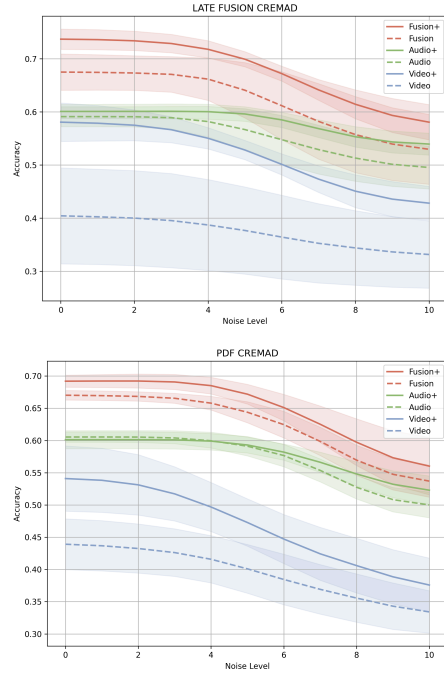 LATE FUSION CREMAD
Fusion+
Fusion
Audio+
Audio
Video+
Video
0.7
0.6
0.5
0.4
0.3
Accuracy
0 2 4 6 8 10
Noise Level
PDF CREMAD
Fusion+
Fusion
Audio+
Audio
Video+
Video
0.70
0.65
0.60
0.55
0.50
0.45
0.40
0.35
0.30
Accuracy
0 2 4 6 8 10
Noise Level